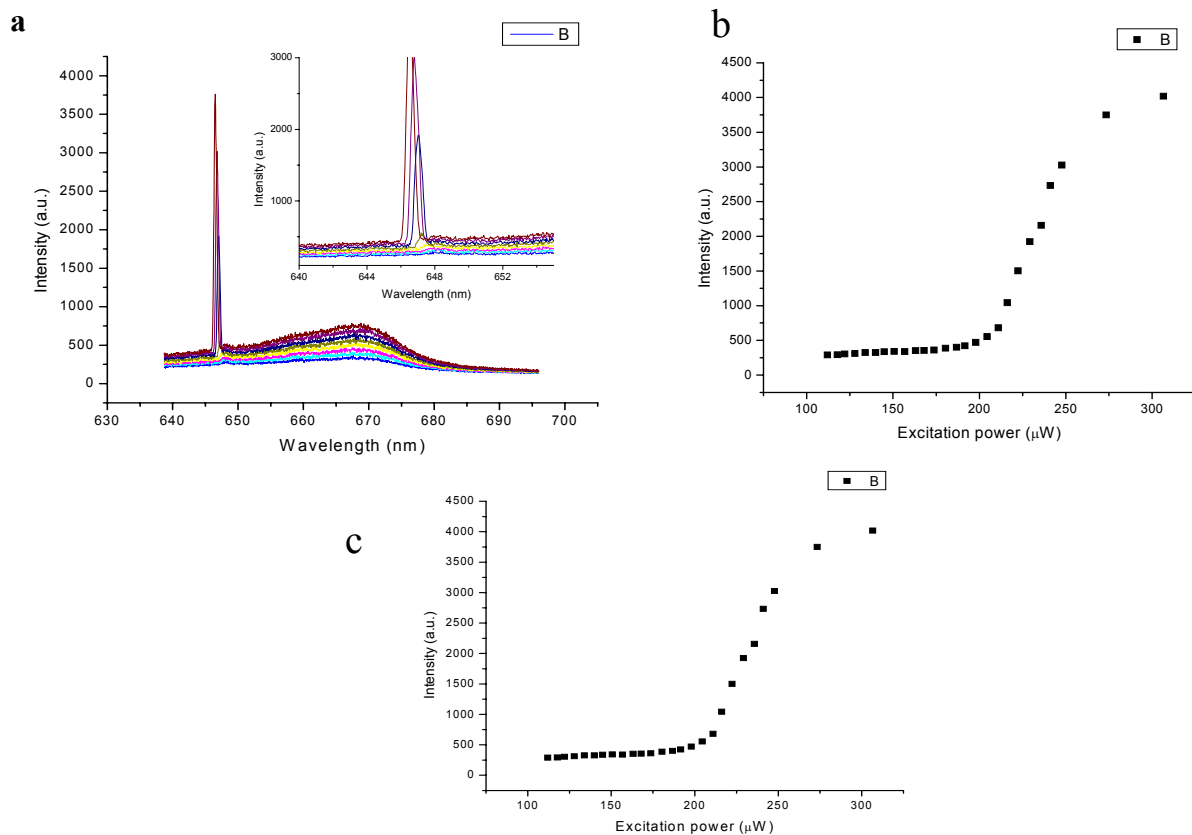 a
B
Intensity (a.u.)
4000
3500
3000
2500
2000
1500
1000
500
0
630 640 650 660 670 680 690 700
Wavelength (nm)
Intensity (a.u.)
3000
2000
1000
640 644 648 652
Wavelength (nm)
b
B
Intensity (a.u.)
4500
4000
3500
3000
2500
2000
1500
1000
500
0
100 150 200 250 300
Excitation power (μW)
c
B
Intensity (a.u.)
4500
4000
3500
3000
2500
2000
1500
1000
500
0
100 150 200 250 300
Excitation power (μW)